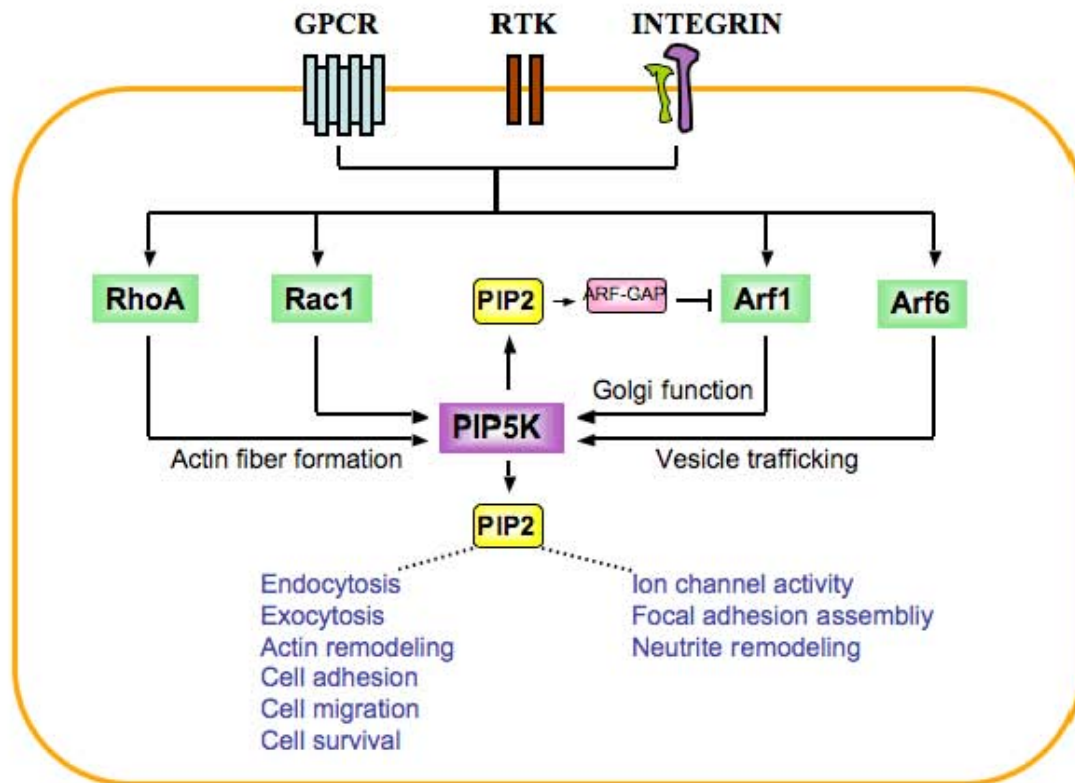 GPCR RTK INTEGRIN
RhoA Rac1 PIP2 ARF-GAP Arf1 Arf6
Golgi function
PIP5K
Actin fiber formation Vesicle trafficking
PIP2
Endocytosis
Exocytosis
Actin remodeling
Cell adhesion
Cell migration
Cell survival
Ion channel activity
Focal adhesion assembliy
Neutrite remodeling